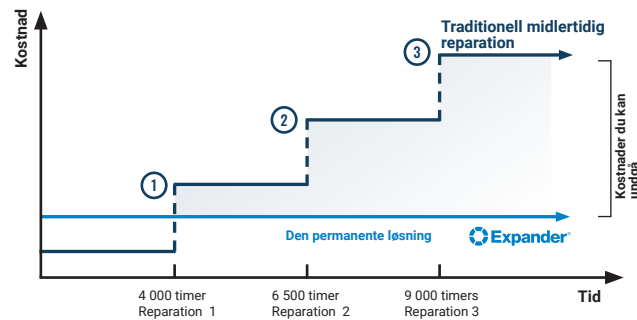 Kostnad
Traditionell midlertidig
reparation
3
2
1
Kostnader du kan
undgå
Den permanente løsning
Expander®
4 000 timer
Reparation 1
6 500 timer
Reparation 2
9 000 timers
Reparation 3
Tid